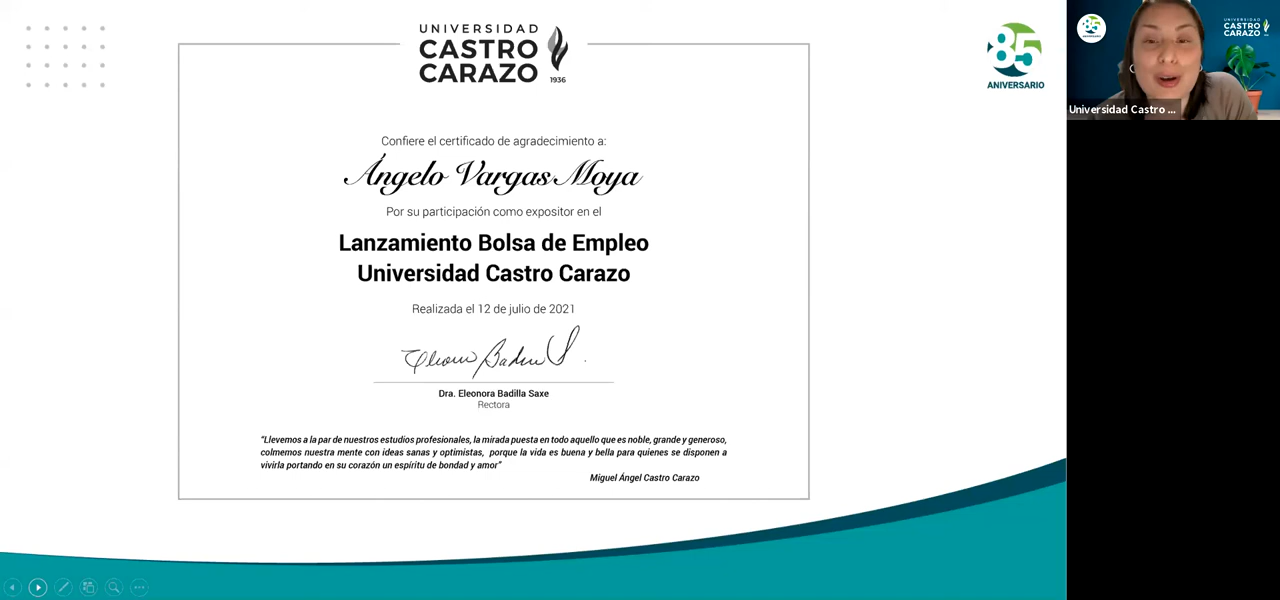 UNIVERSIDAD
CASTRO
CARAZO
1936
85
ANIVERSARIO
Confiere el certificado de agradecimiento a:
Ángelo Vargas Moya
Por su participación como expositor en el
Lanzamiento Bolsa de Empleo
Universidad Castro Carazo
Realizada el 12 de julio de 2021
Dra. Eleonora Badilla Saxe
Rectora
“Llevemos a la par de nuestros estudios profesionales, la mirada puesta en todo aquello que es noble, grande y generoso,
colmemos nuestra mente con ideas sanas y optimistas, porque la vida es buena y bella para quienes se disponen a
vivirla portando en su corazón un espíritu de bondad y amor”
Miguel Ángel Castro Carazo
85
UNIVERSIDAD
CASTRO
CARAZO
Universidad Castro ...